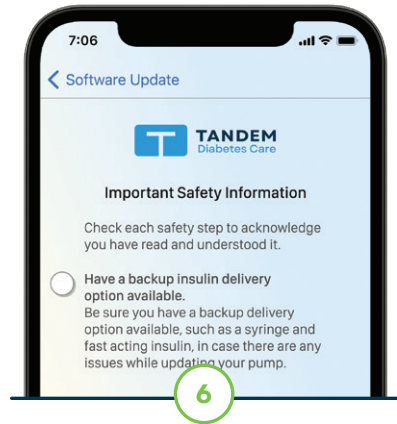 7:06
Software Update
TANDEM
Diabetes Care
Important Safety Information
Check each safety step to acknowledge
you have read and understood it.
Have a backup insulin delivery
option available.
Be sure you have a backup delivery
option available, such as a syringe and
fast acting insulin, in case there are any
issues while updating your pump.
6